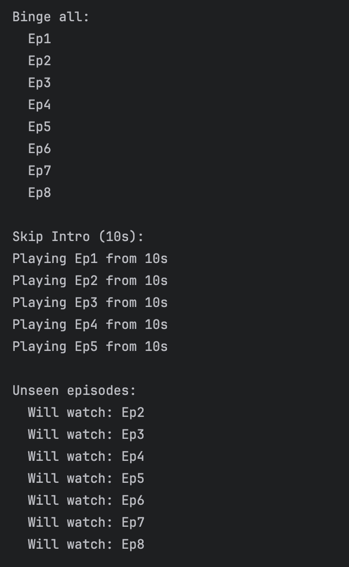 Binge all:
  Ep1
  Ep2
  Ep3
  Ep4
  Ep5
  Ep6
  Ep7
  Ep8

Skip Intro (10s):
Playing Ep1 from 10s
Playing Ep2 from 10s
Playing Ep3 from 10s
Playing Ep4 from 10s
Playing Ep5 from 10s

Unseen episodes:
  Will watch: Ep2
  Will watch: Ep3
  Will watch: Ep4
  Will watch: Ep5
  Will watch: Ep6
  Will watch: Ep7
  Will watch: Ep8